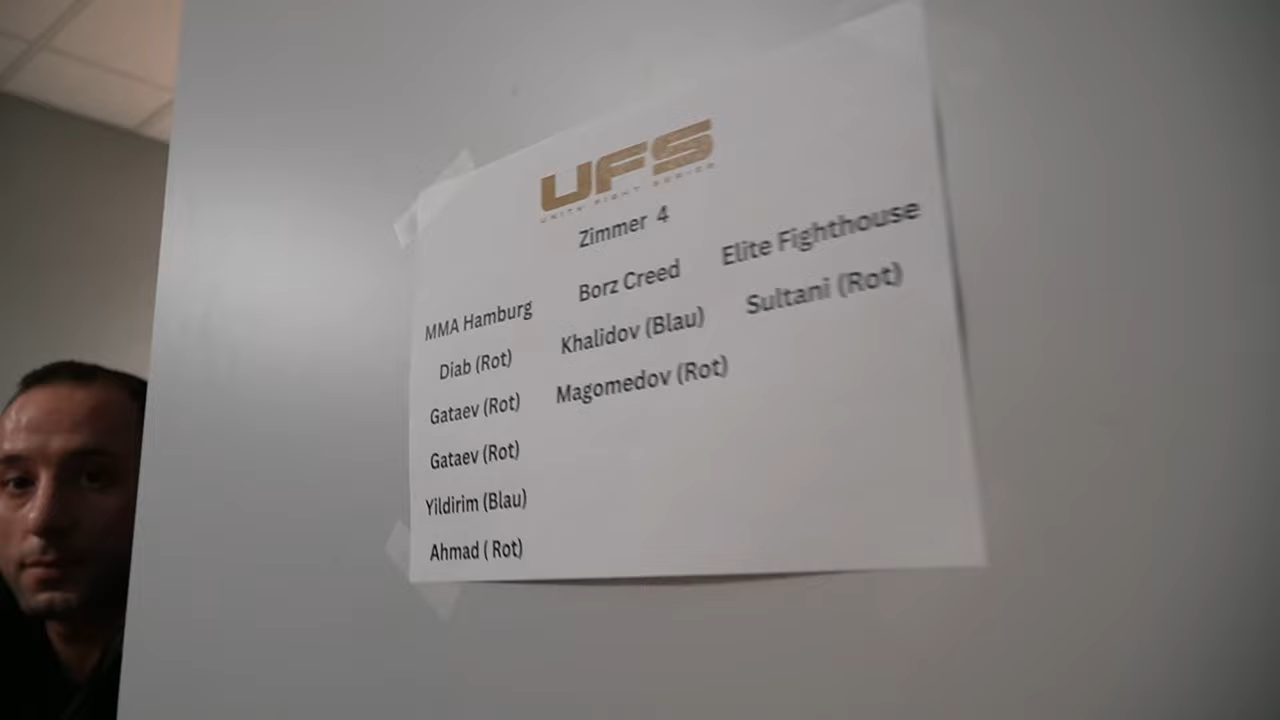 UFS
UNITY FIGHT SERIES
Zimmer 4
MMA Hamburg
Diab (Rot)
Gataev (Rot)
Gataev (Rot)
Yildirim (Blau)
Ahmad ( Rot)
Borz Creed
Khalidov (Blau)
Magomedov (Rot)
Elite Fighthouse
Sultani (Rot)